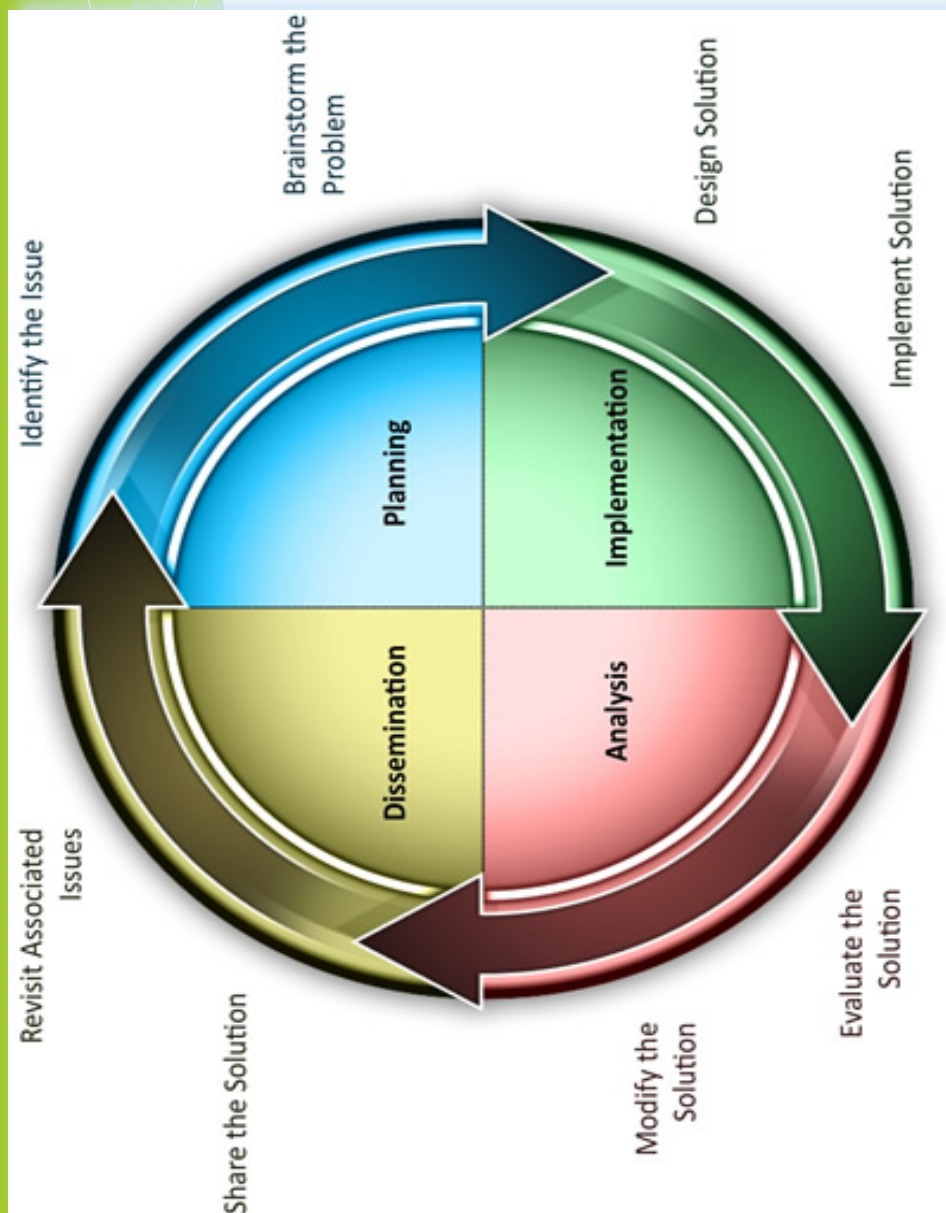 Identify the Issue
Brainstorm the
Problem
Design Solution
Implement Solution
Evaluate the
Solution
Modify the
Solution
Share the Solution
Revisit Associated
Issues
Planning
Implementation
Analysis
Dissemination